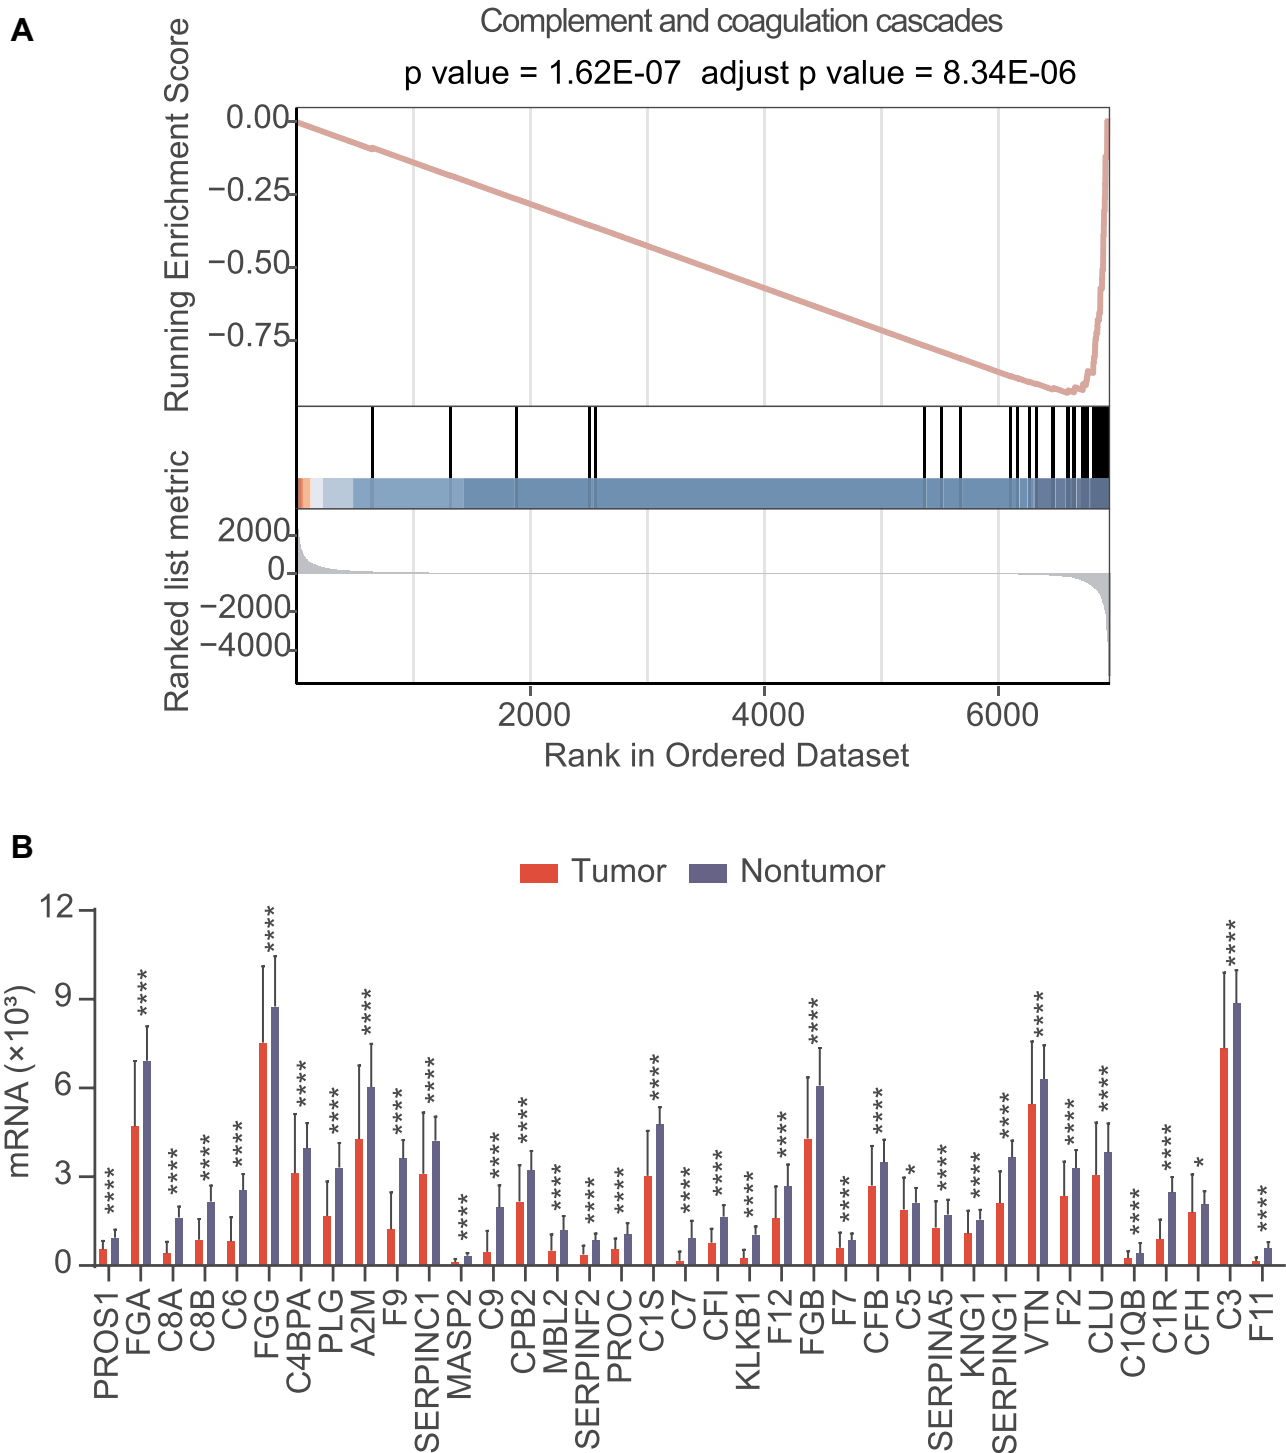 A
Complement and coagulation cascades
p value = 1.62E-07 adjust p value = 8.34E-06
Running Enrichment Score
0.00
−0.25
−0.50
−0.75
Ranked list metric
2000
0
−2000
−4000
2000 4000 6000
Rank in Ordered Dataset
B
Tumor Nontumor
mRNA (×10³)
12
9
6
3
0
**** **** **** **** **** **** **** **** **** **** **** **** **** **** **** **** **** **** **** **** **** **** **** **** **** * **** **** **** **** **** **** **** **** * **** ****
PROS1 FGA C8A C8B C6 FGG C4BPA PLG A2M F9 SERPINC1 MASP2 C9 CPB2 MBL2 SERPINF2 PROC C1S C7 CFI KLKB1 F12 FGB F7 CFB C5 SERPINA5 KNG1 SERPING1 VTN F2 CLU C1QB C1R CFH C3 F11